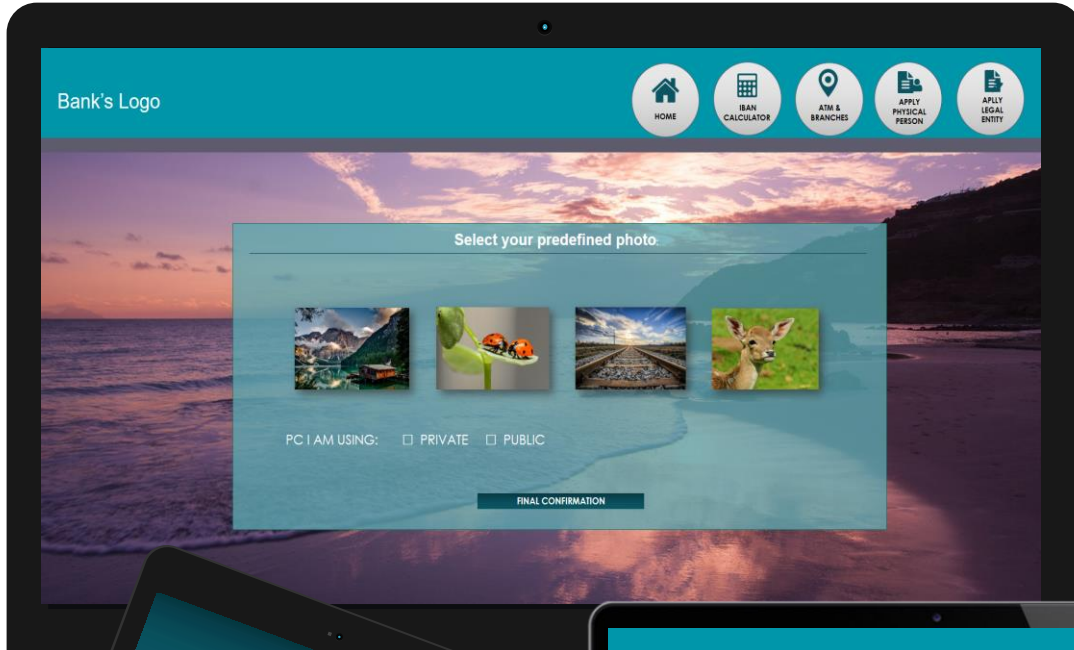 Bank's Logo
HOME
IBAN
CALCULATOR
ATM &
BRANCHES
APPLY
PHYSICAL
PERSON
APLLY
LEGAL
ENTITY
Select your predefined photo.
PC I AM USING: □ PRIVATE □ PUBLIC
FINAL CONFIRMATION